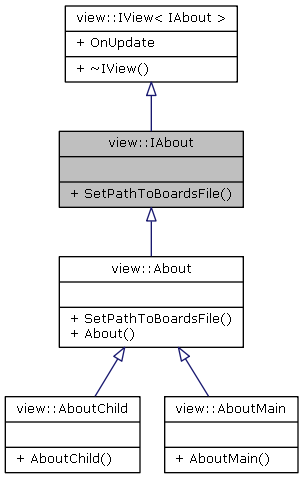 view::IView< IAbout >
+ OnUpdate
+ ~IView()
view::IAbout
+ SetPathToBoardsFile()
view::About
+ SetPathToBoardsFile()
+ About()
view::AboutChild
+ AboutChild()
view::AboutMain
+ AboutMain()